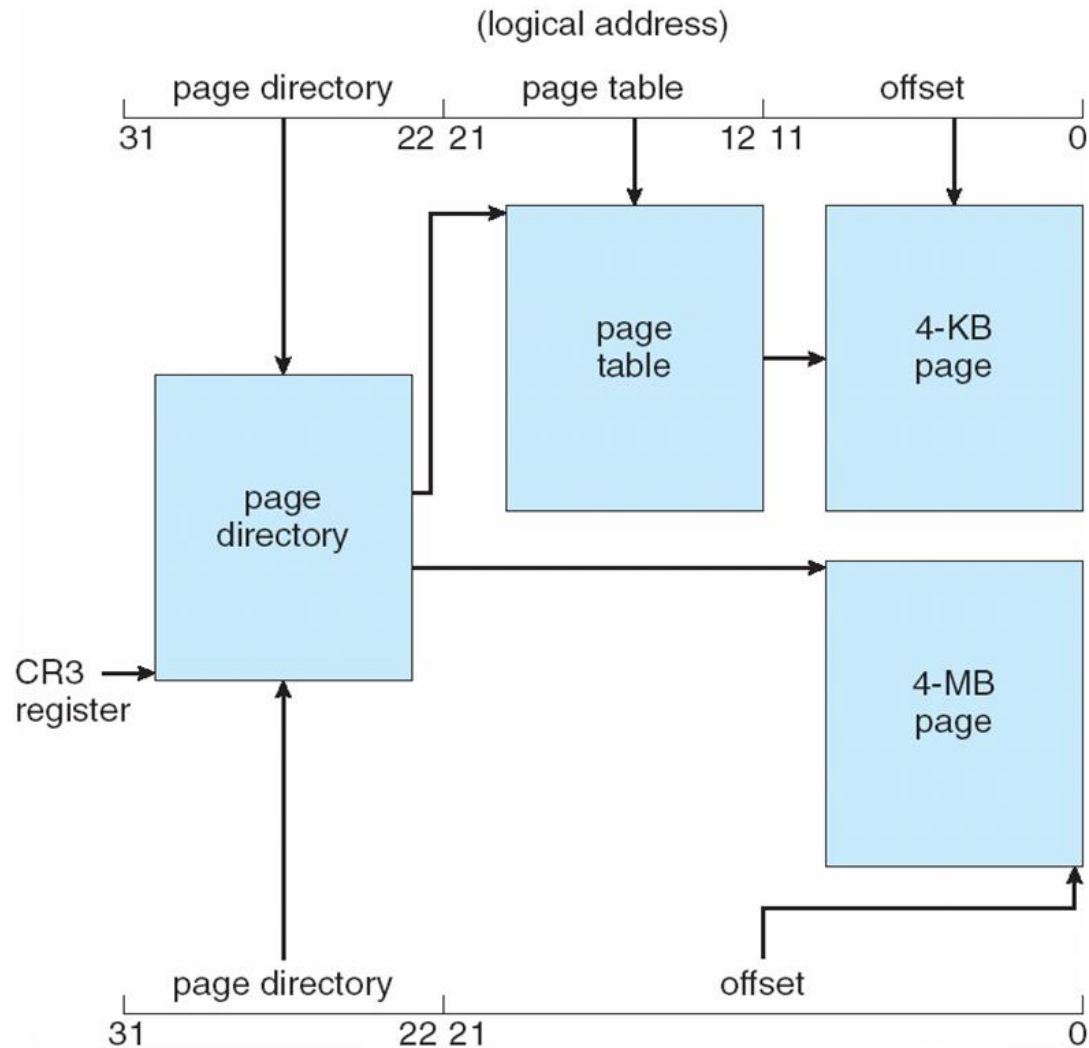 (logical address)
page directory page table offset
31 22 21 12 11 0
page
table
4-KB
page
page
directory
CR3
register
4-MB
page
page directory offset
31 22 21 0